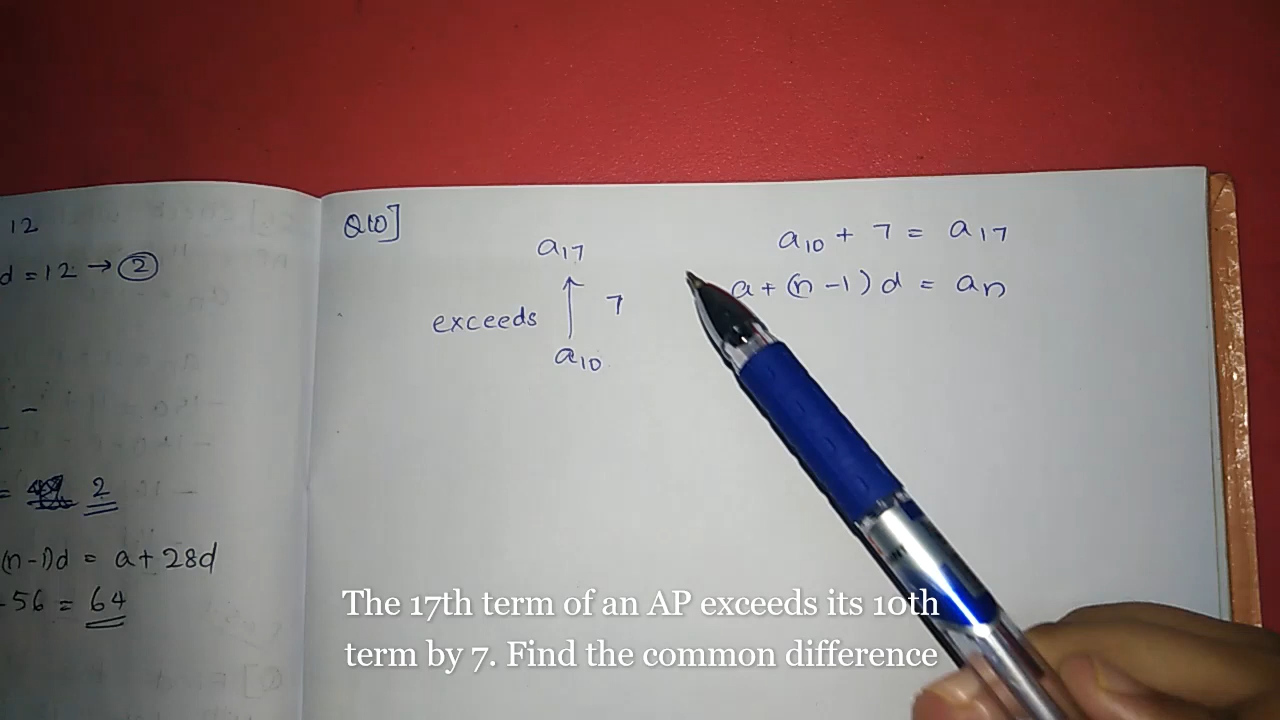 12
d = 12 → ②
= 2
(n-1)d = a + 28d
-56 = 64
Q10]
a17
exceeds 7
a10
a10 + 7 = a17
a + (n-1)d = an
The 17th term of an AP exceeds its 10th
term by 7. Find the common difference